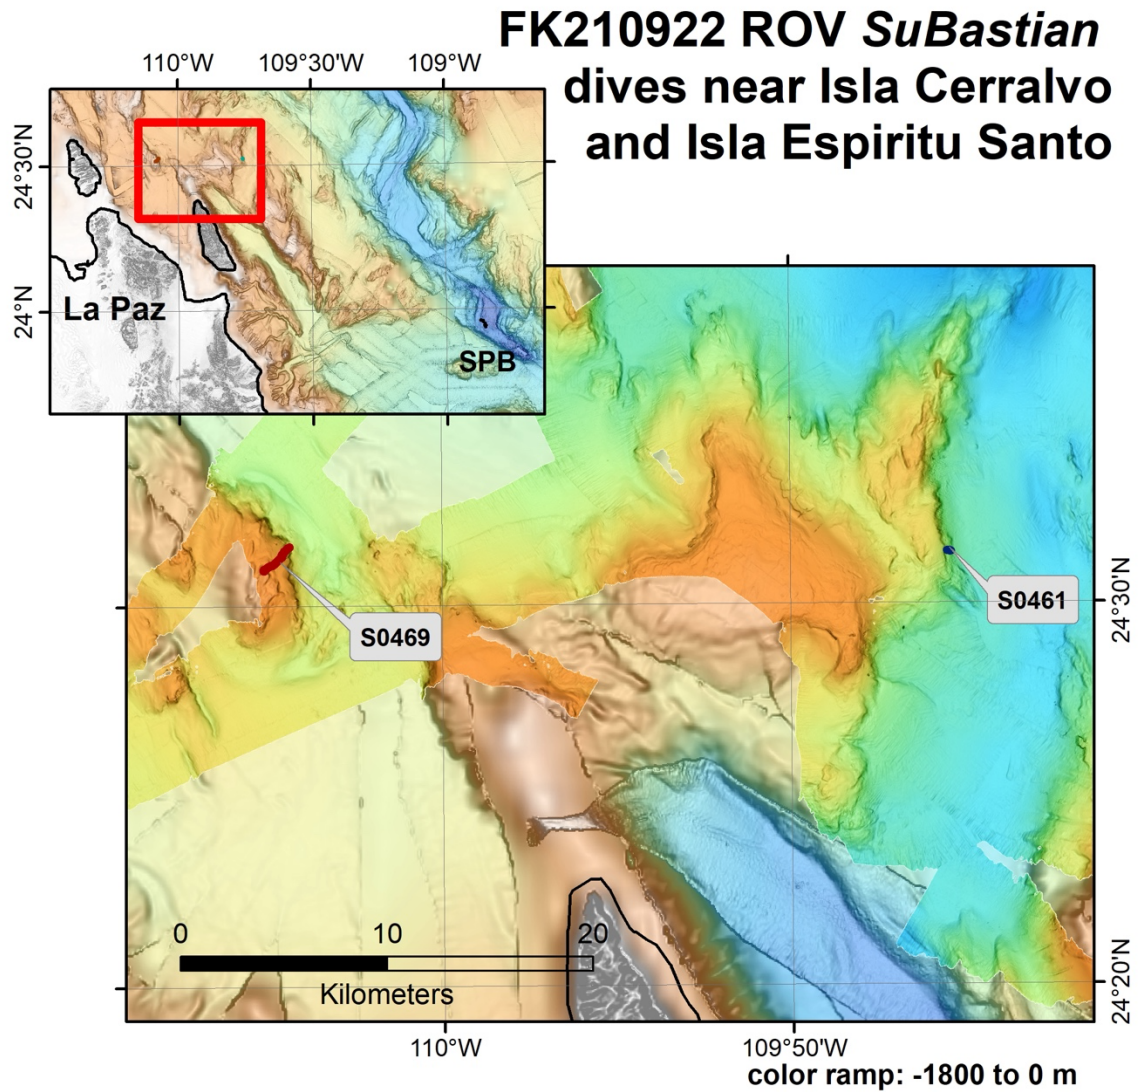 FK210922 ROV SuBastian
dives near Isla Cerralvo
and Isla Espiritu Santo
110°W
109°30'W
109°W
24°30'N
24°N
La Paz
SPB
S0469
S0461
24°30'N
24°20'N
0 10 20
Kilometers
110°W
109°50'W
color ramp: -1800 to 0 m